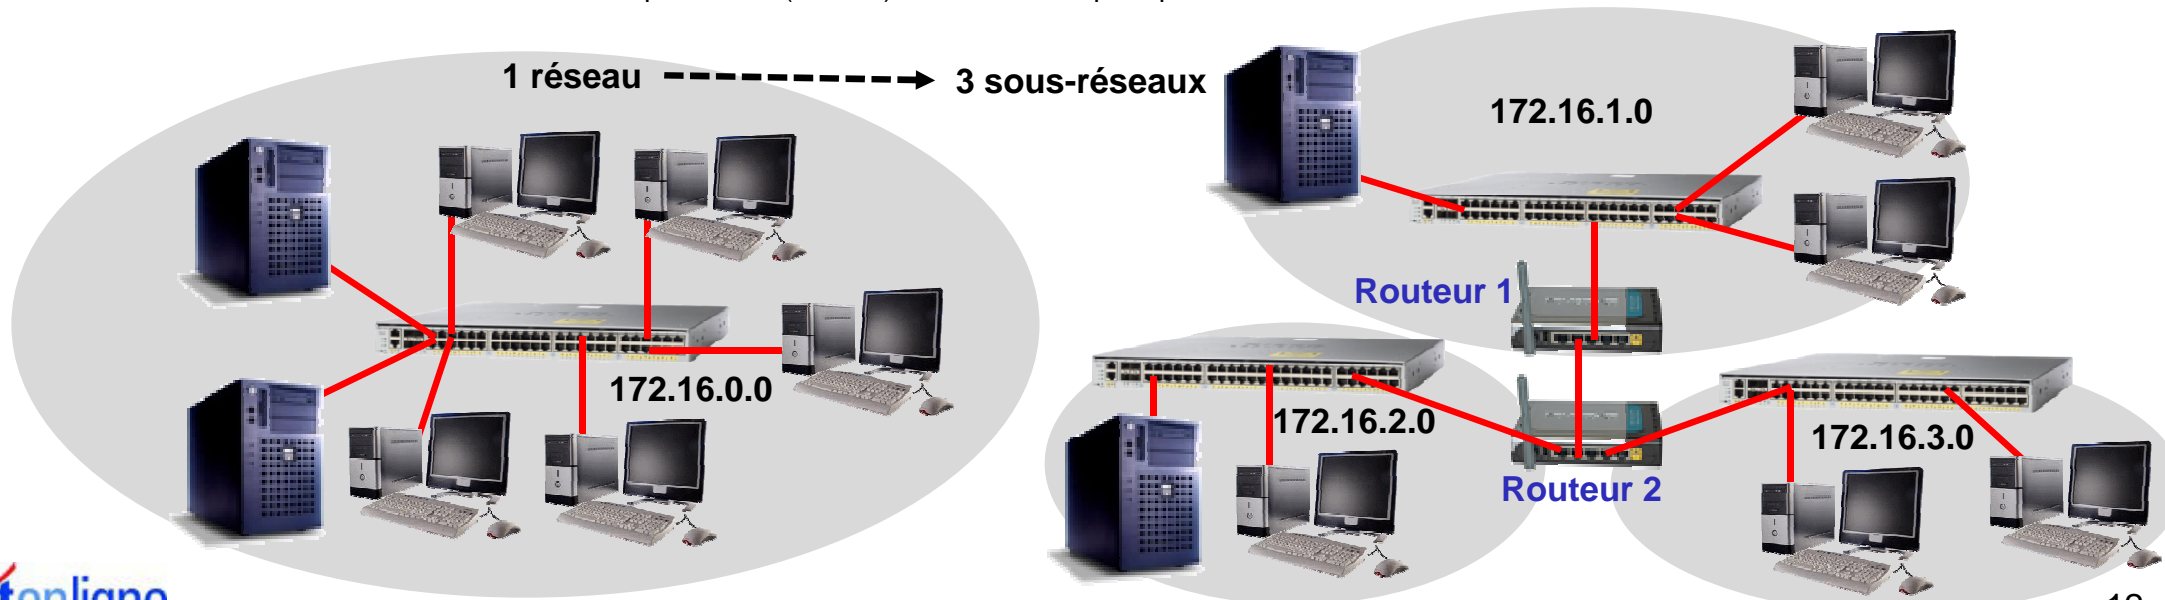 1 réseau
3 sous-réseaux
172.16.1.0
Routeur 1
172.16.0.0
172.16.2.0
172.16.3.0
Routeur 2